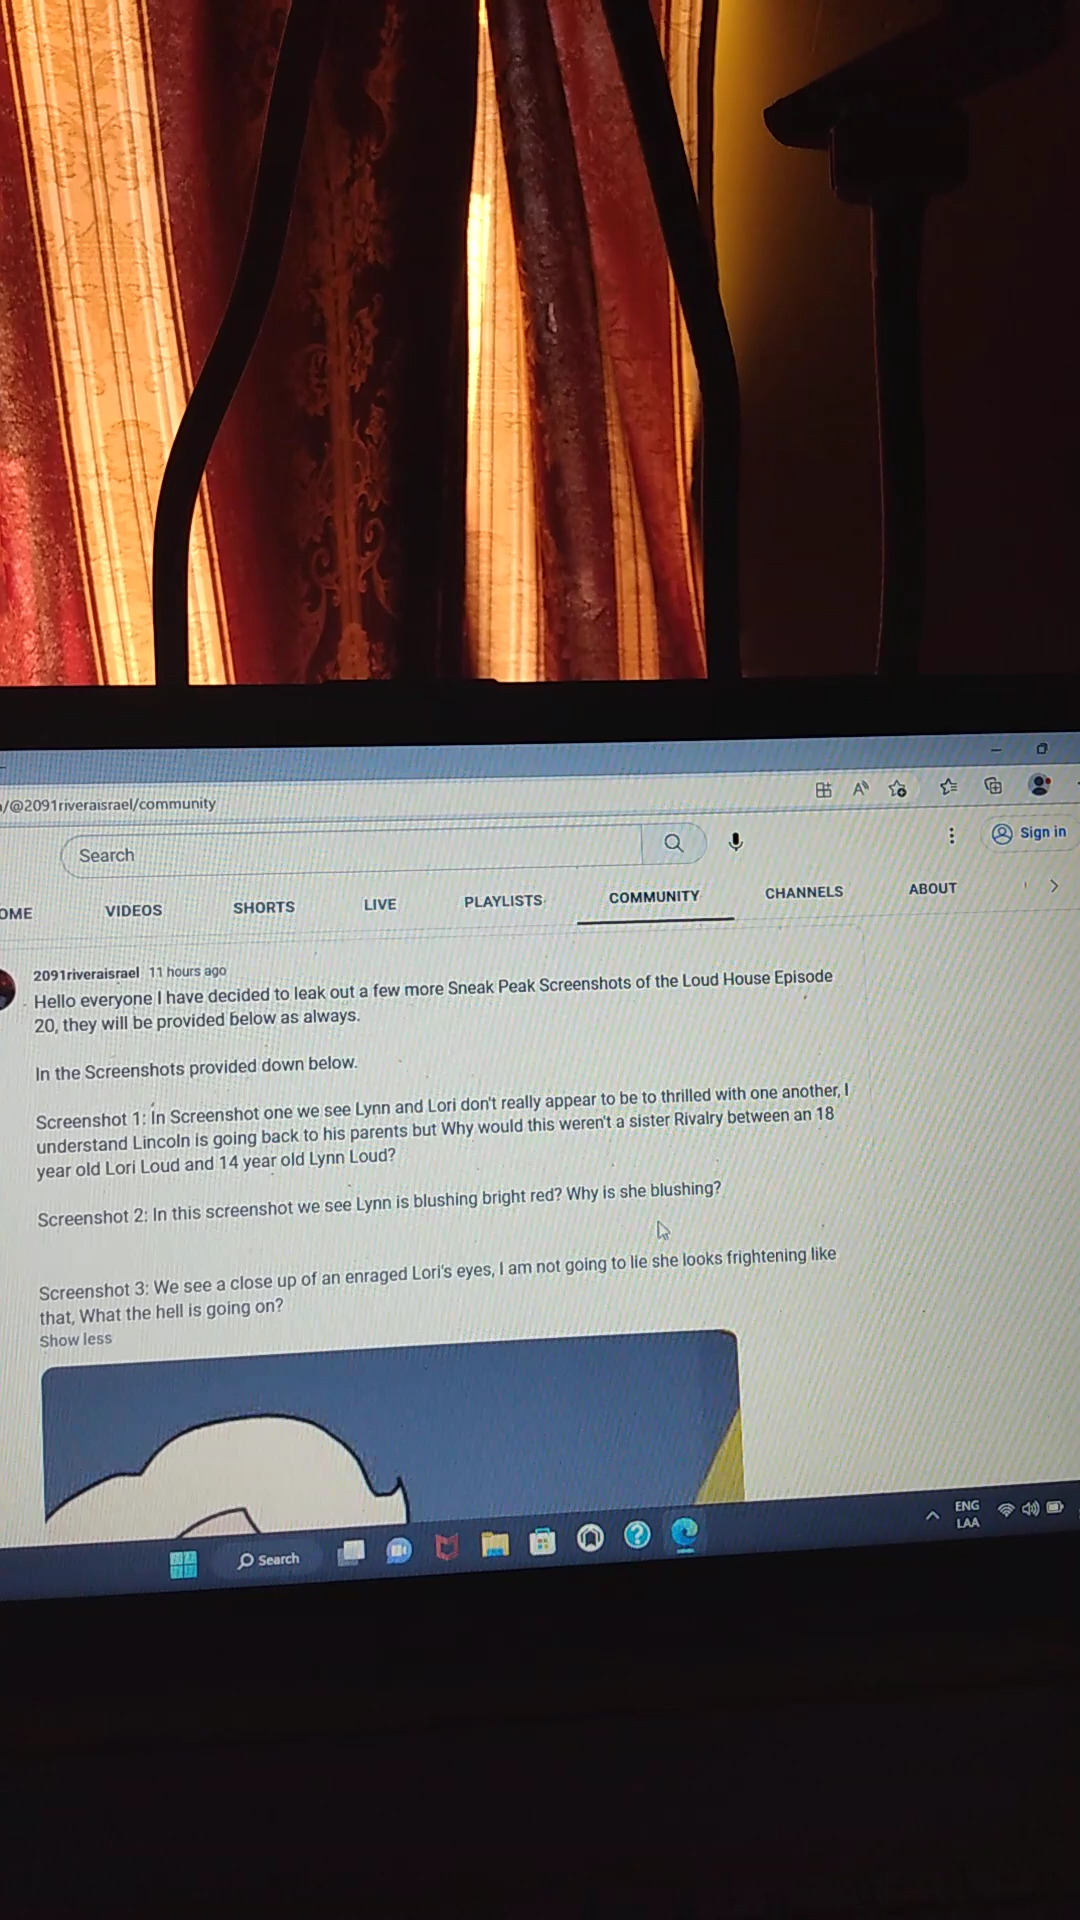 /@2091riveraisrael/community
Search
Sign in
OME VIDEOS SHORTS LIVE PLAYLISTS COMMUNITY CHANNELS ABOUT
2091riveraisrael 11 hours ago
Hello everyone I have decided to leak out a few more Sneak Peak Screenshots of the Loud House Episode
20, they will be provided below as always.
In the Screenshots provided down below.
Screenshot 1: In Screenshot one we see Lynn and Lori don't really appear to be to thrilled with one another, I
understand Lincoln is going back to his parents but Why would this weren't a sister Rivalry between an 18
year old Lori Loud and 14 year old Lynn Loud?
Screenshot 2: In this screenshot we see Lynn is blushing bright red? Why is she blushing?
Screenshot 3: We see a close up of an enraged Lori's eyes, I am not going to lie she looks frightening like
that, What the hell is going on?
Show less
Search
ENG
LAA